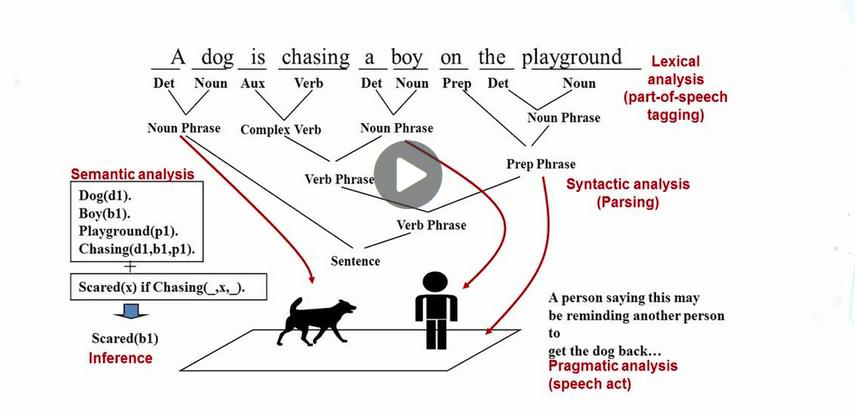 A dog is chasing a boy on the playground
Det Noun Aux Verb Det Noun Prep Det Noun
Noun Phrase Complex Verb Noun Phrase Noun Phrase
Prep Phrase
Verb Phrase
Verb Phrase
Sentence
Lexical
analysis
(part-of-speech
tagging)
Syntactic analysis
(Parsing)
Semantic analysis
Dog(d1).
Boy(b1).
Playground(p1).
Chasing(d1,b1,p1).
+
Scared(x) if Chasing(_,x,_).
Scared(b1)
Inference
A person saying this may
be reminding another person
to
get the dog back…
Pragmatic analysis
(speech act)